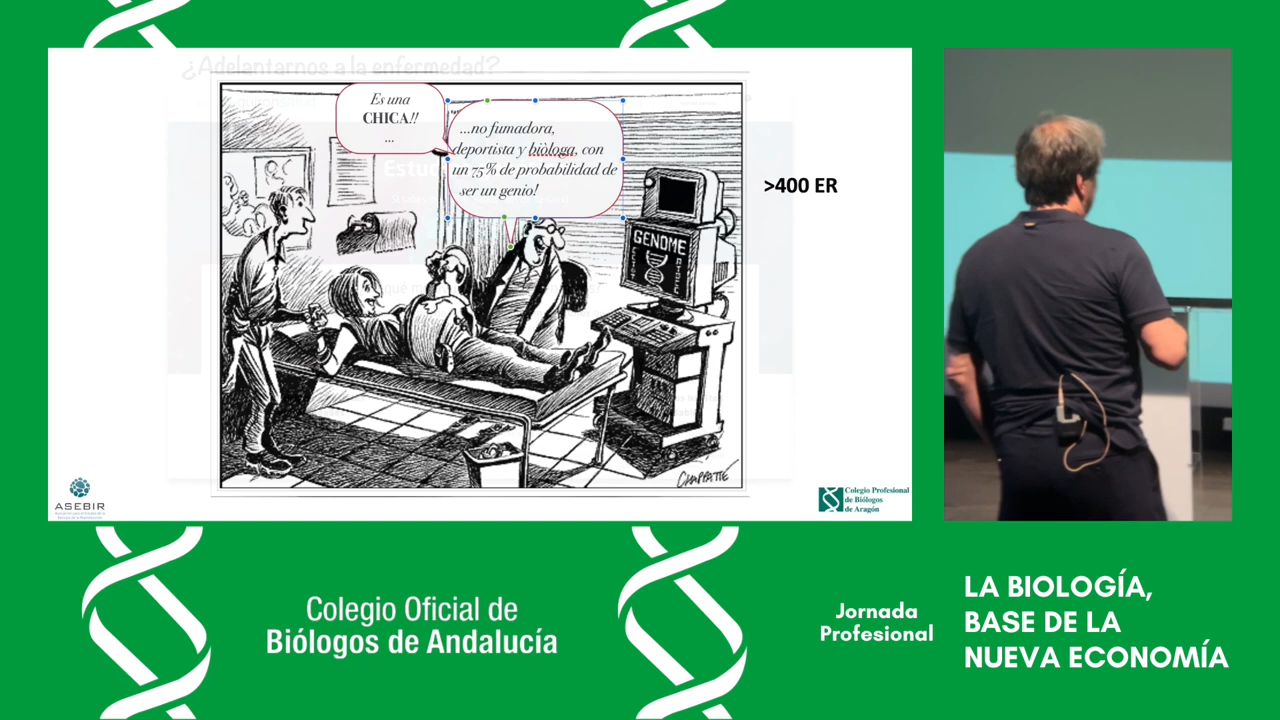 ¿Adelantarnos a la enfermedad?
Es una
CHICA!!
...
...no fumadora,
deportista y bióloga, con
un 75% de probabilidad de
ser un genio!
>400 ER
GENOME
CHAPPATTE
ASEBIR
Colegio Profesional
de Biólogos
de Aragón
Colegio Oficial de
Biólogos de Andalucía
Jornada
Profesional
LA BIOLOGÍA,
BASE DE LA
NUEVA ECONOMÍA